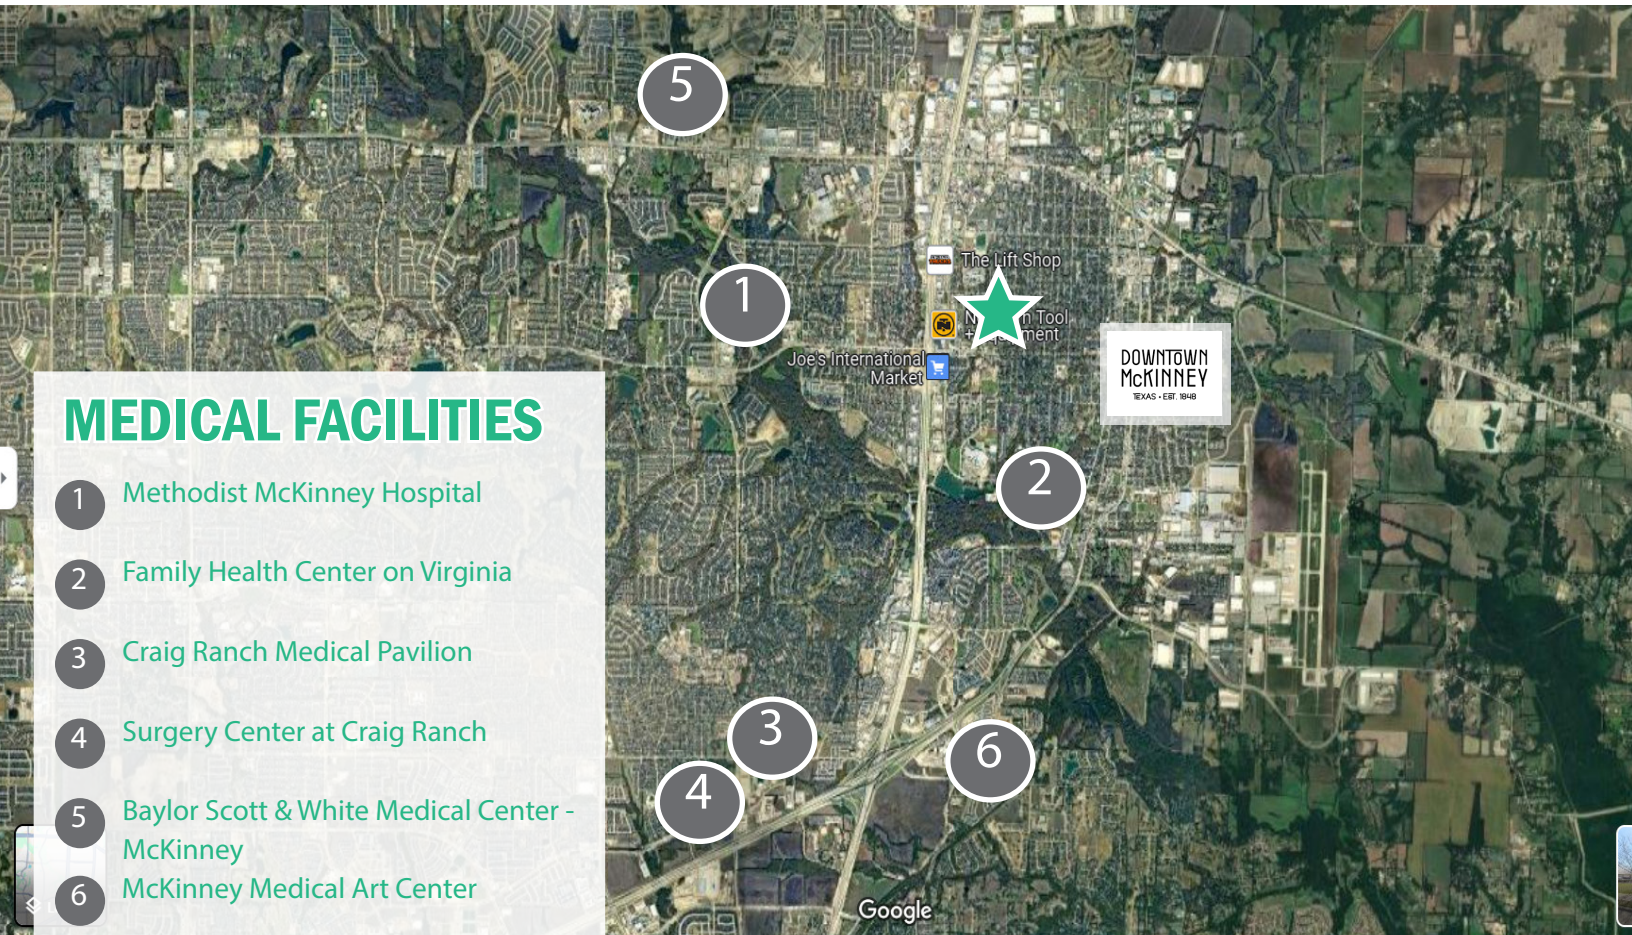 5
The Lift Shop
1
Tool
Joe's International
Market
DOWNTOWN
McKINNEY
TEXAS • EST. 1848
2
3
6
4
MEDICAL FACILITIES
1 Methodist McKinney Hospital
2 Family Health Center on Virginia
3 Craig Ranch Medical Pavilion
4 Surgery Center at Craig Ranch
5 Baylor Scott & White Medical Center -
McKinney
6 McKinney Medical Art Center
Google